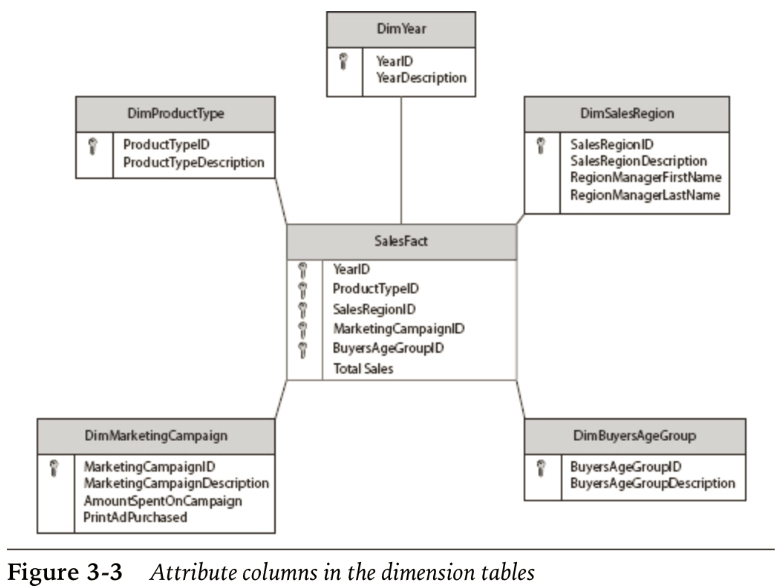 DimYear
YearID
YearDescription
DimProductType
ProductTypeID
ProductTypeDescription
DimSalesRegion
SalesRegionID
SalesRegionDescription
RegionManagerFirstName
RegionManagerLastName
SalesFact
YearID
ProductTypeID
SalesRegionID
MarketingCampaignID
BuyersAgeGroupID
Total Sales
DimMarketingCampaign
MarketingCampaignID
MarketingCampaignDescription
AmountSpentOnCampaign
PrintAdPurchased
DimBuyersAgeGroup
BuyersAgeGroupID
BuyersAgeGroupDescription
Figure 3-3 Attribute columns in the dimension tables